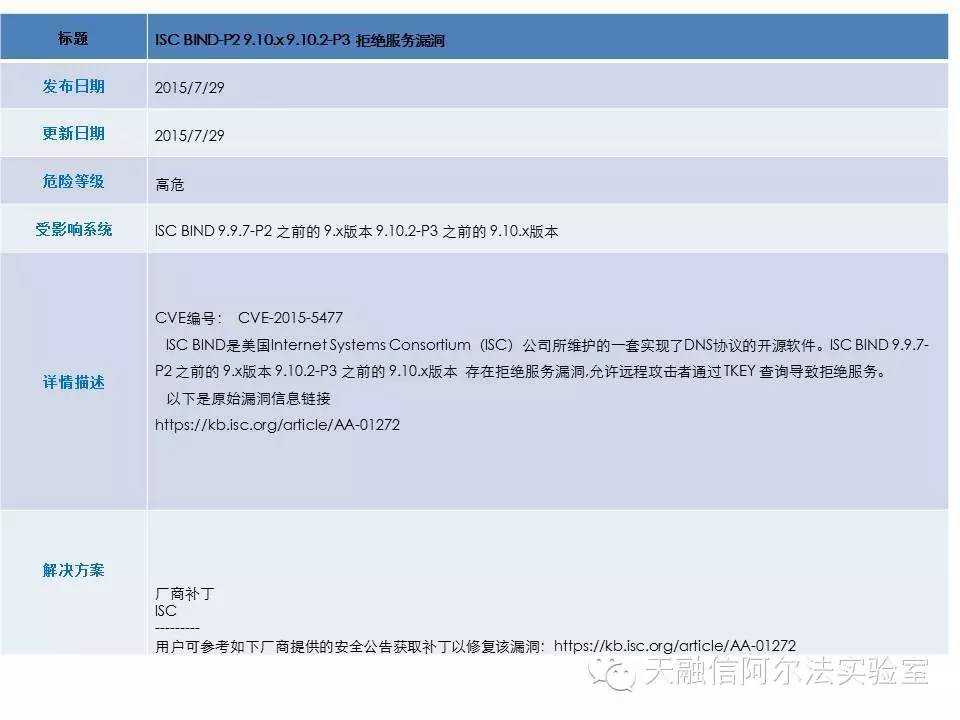 标题
ISC BIND-P2 9.10.x 9.10.2-P3 拒绝服务漏洞
发布日期
2015/7/29
更新日期
2015/7/29
危险等级
高危
受影响系统
ISC BIND 9.9.7-P2 之前的 9.x版本 9.10.2-P3 之前的 9.10.x版本
详情描述
CVE编号： CVE-2015-5477
ISC BIND是美国Internet Systems Consortium（ISC）公司所维护的一套实现了DNS协议的开源软件。ISC BIND 9.9.7-
P2 之前的 9.x版本 9.10.2-P3 之前的 9.10.x版本 存在拒绝服务漏洞,允许远程攻击者通过TKEY 查询导致拒绝服务。
以下是原始漏洞信息链接
https://kb.isc.org/article/AA-01272
解决方案
厂商补丁
ISC
---------
用户可参考如下厂商提供的安全公告获取补丁以修复该漏洞：https://kb.isc.org/article/AA-01272
天融信阿尔法实验室